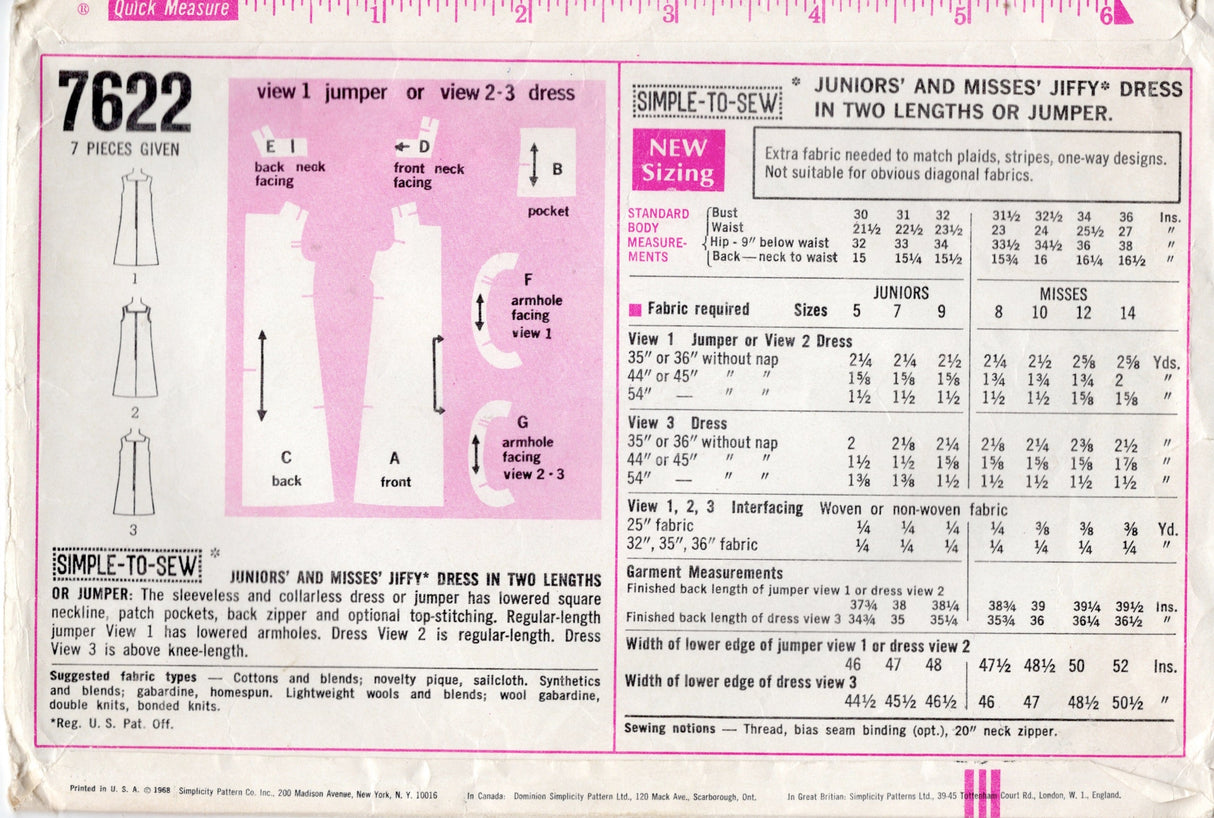 ® Quick Measure 1 2 3 4 5 6
7622
7 PIECES GIVEN
1
2
3
view 1 jumper or view 2-3 dress
E I
back neck
facing
D
front neck
facing
B
pocket
F
armhole
facing
view 1
G
armhole
facing
view 2-3
C
back
A
front
SIMPLE-TO-SEW *
JUNIORS' AND MISSES' JIFFY* DRESS IN TWO LENGTHS
OR JUMPER: The sleeveless and collarless dress or jumper has lowered square
neckline, patch pockets, back zipper and optional top-stitching. Regular-length
jumper View 1 has lowered armholes. Dress View 2 is regular-length. Dress
View 3 is above knee-length.
Suggested fabric types — Cottons and blends; novelty pique, sailcloth. Synthetics
and blends; gabardine, homespun. Lightweight wools and blends; wool gabardine,
double knits, bonded knits.
*Reg. U. S. Pat. Off.
SIMPLE-TO-SEW * JUNIORS' AND MISSES' JIFFY* DRESS
IN TWO LENGTHS OR JUMPER.
NEW
Sizing
Extra fabric needed to match plaids, stripes, one-way designs.
Not suitable for obvious diagonal fabrics.
STANDARD Bust 30 31 32 31½ 32½ 34 36 Ins.
BODY Waist 21½ 22½ 23½ 23 24 25½ 27 "
MEASURE- Hip - 9" below waist 32 33 34 33½ 34½ 36 38 "
MENTS Back—neck to waist 15 15¼ 15½ 15¾ 16 16¼ 16½ "
JUNIORS MISSES
Fabric required Sizes 5 7 9 8 10 12 14
View 1 Jumper or View 2 Dress
35" or 36" without nap 2¼ 2¼ 2½ 2¼ 2½ 2⅝ 2⅝ Yds.
44" or 45" " " 1⅝ 1⅝ 1⅝ 1¾ 1¾ 1¾ 2 "
54" — " " 1½ 1½ 1½ 1½ 1½ 1⅝ 1⅝ "
View 3 Dress
35" or 36" without nap 2 2⅛ 2¼ 2⅛ 2¼ 2⅜ 2½ "
44" or 45" " " 1½ 1½ 1⅝ 1⅝ 1⅝ 1⅝ 1⅞ "
54" — " " 1⅜ 1⅜ 1½ 1½ 1½ 1½ 1½ "
View 1, 2, 3 Interfacing Woven or non-woven fabric
25" fabric ¼ ¼ ¼ ¼ ⅜ ⅜ ⅜ Yd.
32", 35", 36" fabric ¼ ¼ ¼ ¼ ¼ ¼ ¼ "
Garment Measurements
Finished back length of jumper view 1 or dress view 2
37¾ 38 38¼ 38¾ 39 39¼ 39½ Ins.
Finished back length of dress view 3 34¾ 35 35¼ 35¾ 36 36¼ 36½ "
Width of lower edge of jumper view 1 or dress view 2
46 47 48 47½ 48½ 50 52 Ins.
Width of lower edge of dress view 3
44½ 45½ 46½ 46 47 48½ 50½ "
Sewing notions — Thread, bias seam binding (opt.), 20" neck zipper.
Printed in U. S. A. © 1968 Simplicity Pattern Co. Inc., 200 Madison Avenue, New York, N. Y. 10016 In Canada: Dominion Simplicity Pattern Ltd., 120 Mack Ave., Scarborough, Ont. In Great Britian: Simplicity Patterns Ltd., 39-45 Tottenham Court Rd., London, W. 1., England.